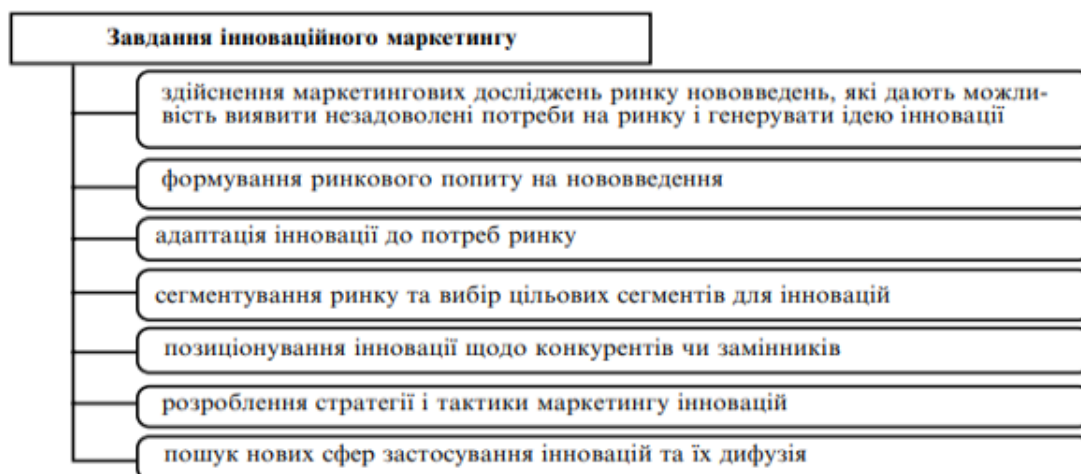 Завдання інноваційного маркетингу
здійснення маркетингових досліджень ринку нововведень, які дають можли-
вість виявити незадоволені потреби на ринку і генерувати ідею інновації
формування ринкового попиту на нововведення
адаптація інновації до потреб ринку
сегментування ринку та вибір цільових сегментів для інновацій
позиціонування інновації щодо конкурентів чи замінників
розроблення стратегії і тактики маркетингу інновацій
пошук нових сфер застосування інновацій та їх дифузія